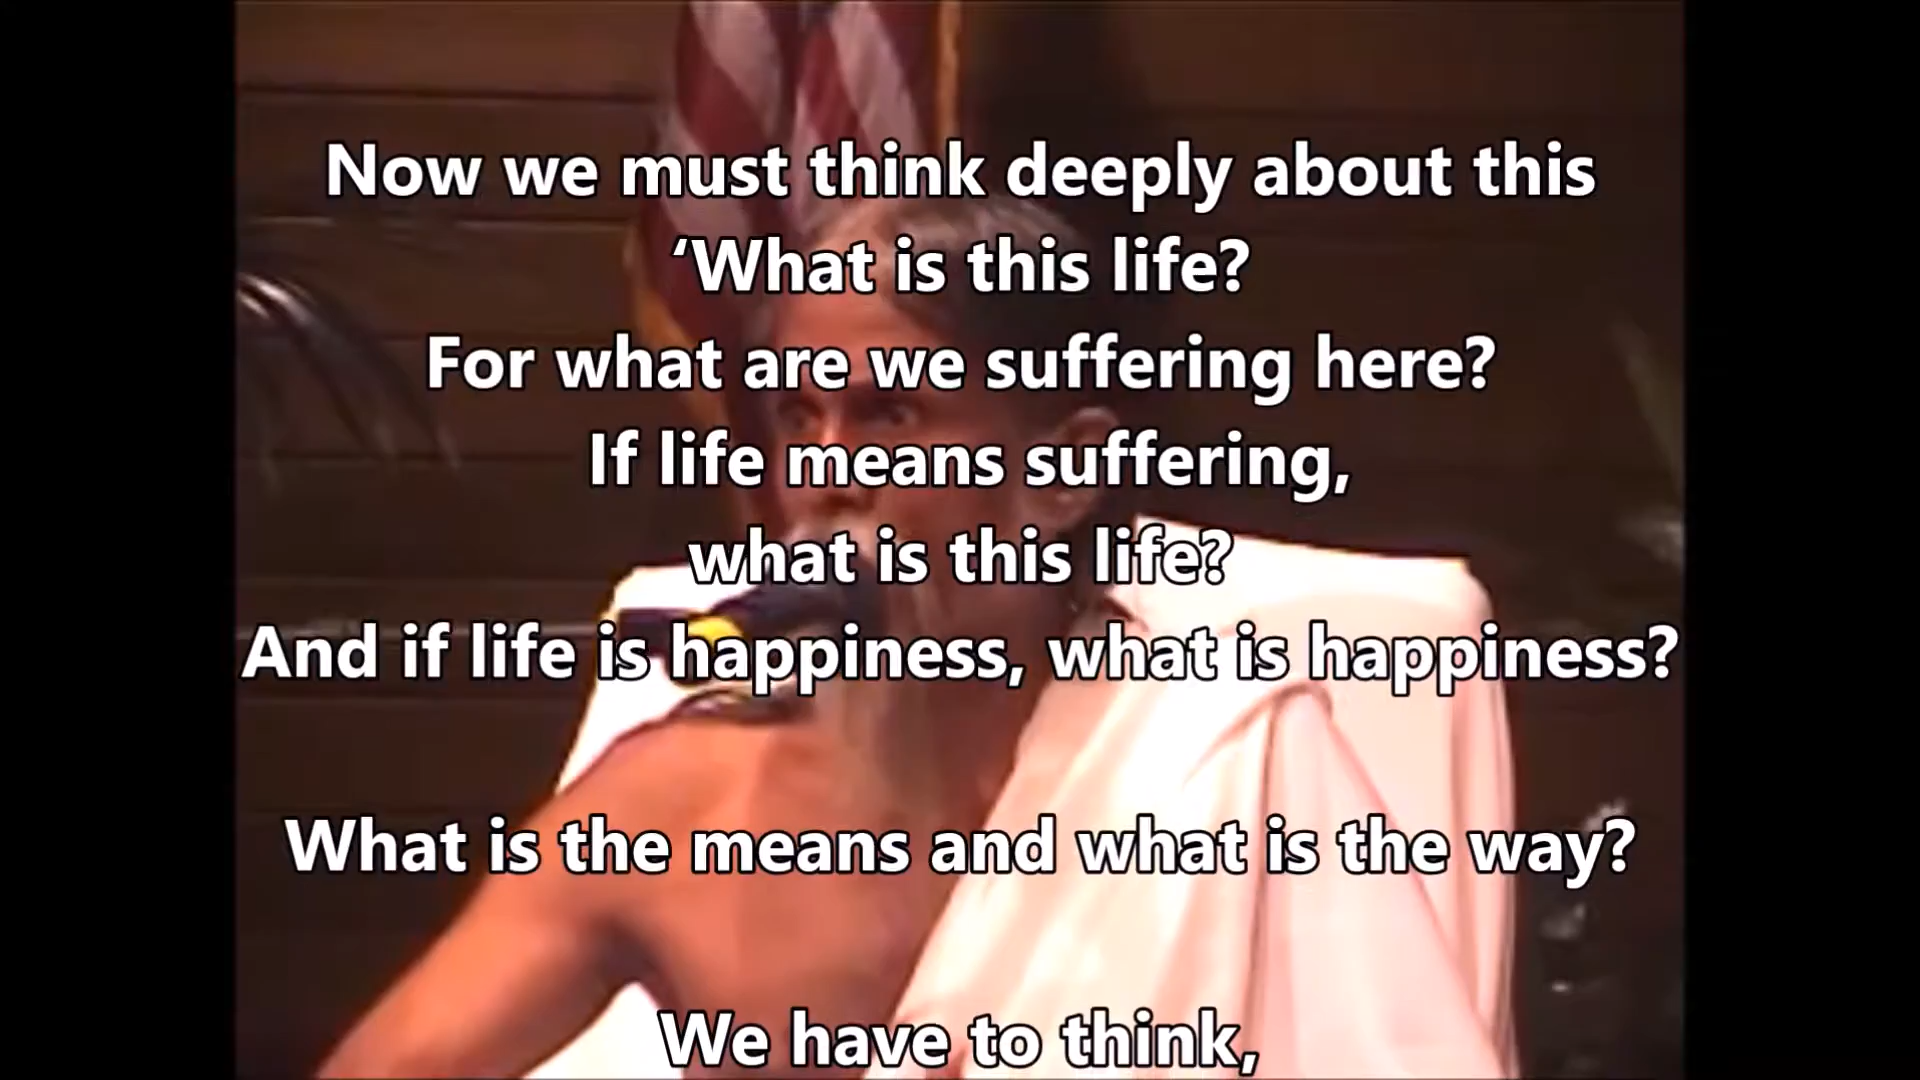 Now we must think deeply about this
‘What is this life?
For what are we suffering here?
If life means suffering,
what is this life?
And if life is happiness, what is happiness?
What is the means and what is the way?
We have to think,